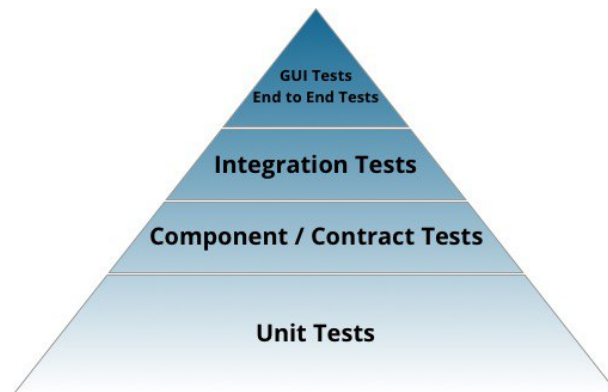 GUI Tests
End to End Tests
Integration Tests
Component / Contract Tests
Unit Tests